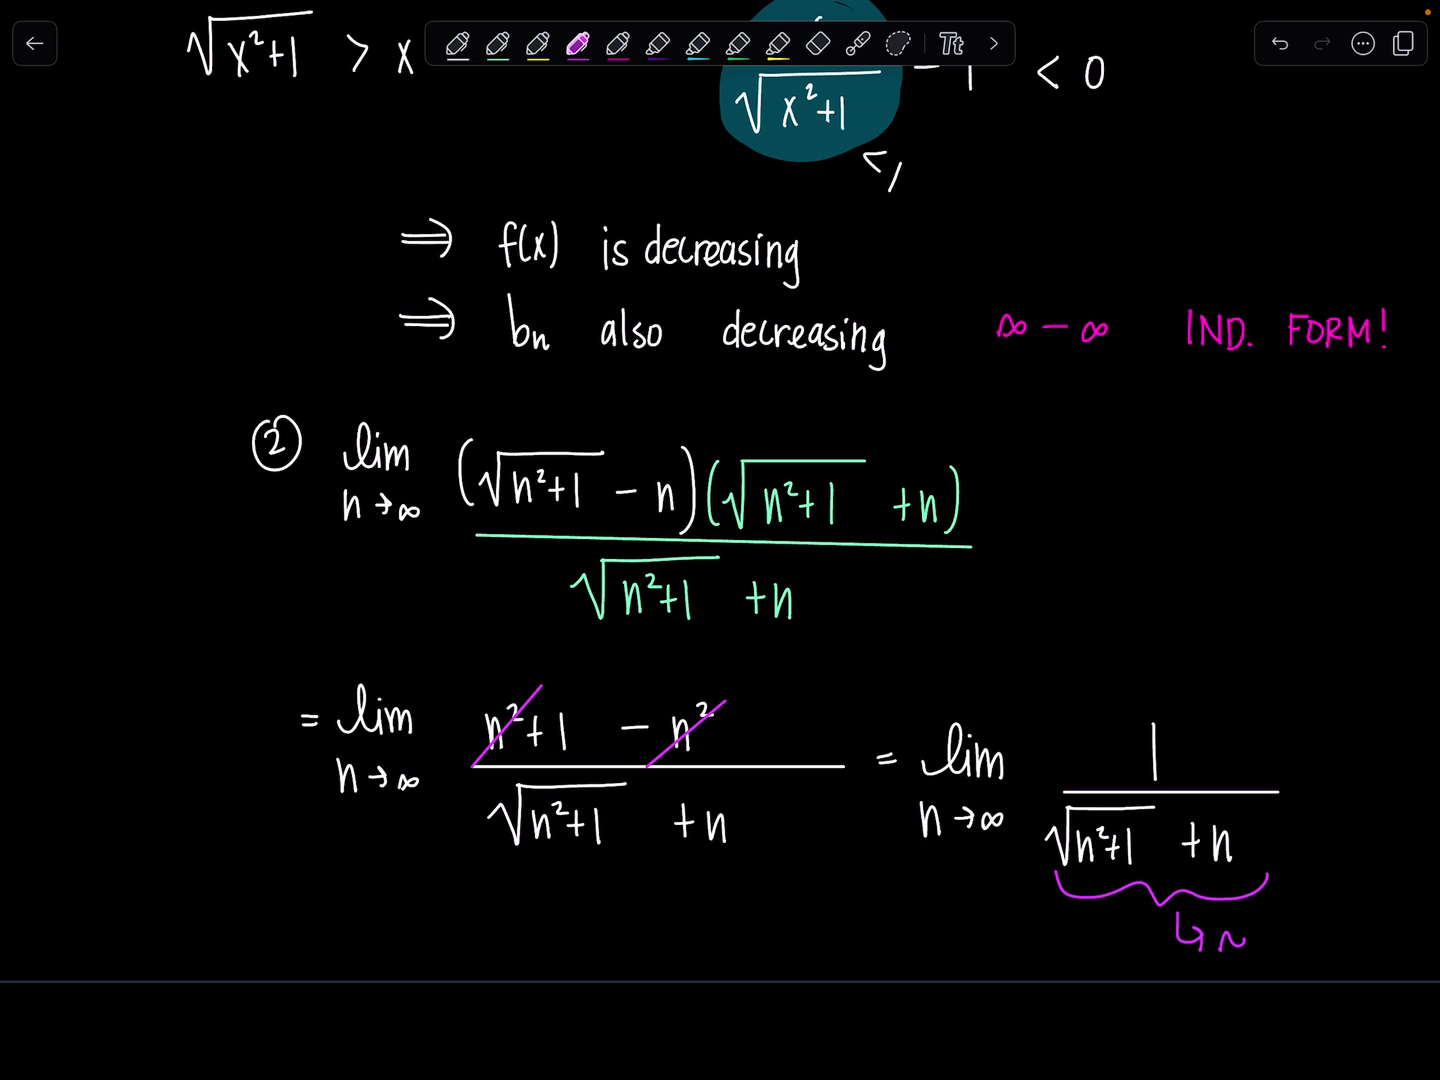 √(x²+1) > x
√(x²+1) - 1 < 0
<1
Tt
⇒ f(x) is decreasing
⇒ bn also decreasing
∞ - ∞ IND. FORM!
② lim n→∞ (√(n²+1) - n)(√(n²+1) + n) / (√(n²+1) + n)
= lim n→∞ (n²+1 - n²) / (√(n²+1) + n) = lim n→∞ 1 / (√(n²+1) + n)
↳